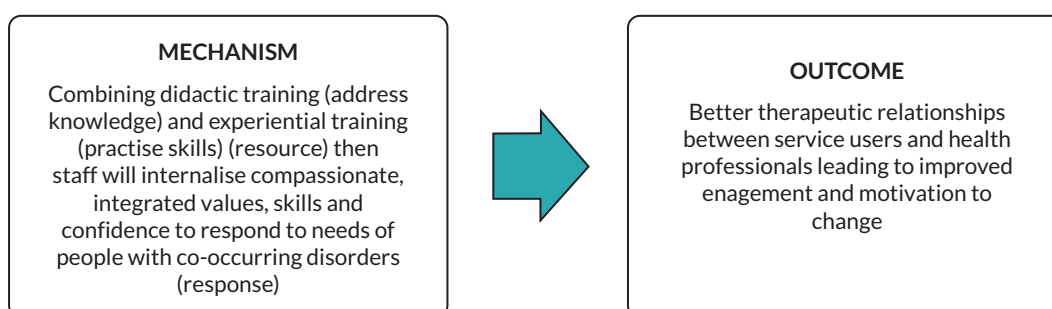 MECHANISM
Combining didactic training (address
knowledge) and experiential training
(practise skills) (resource) then
staff will internalise compassionate,
integrated values, skills and
confidence to respond to needs of
people with co-occurring disorders
(response)
OUTCOME
Better therapeutic relationships
between service users and health
professionals leading to improved
enagement and motivation to
change